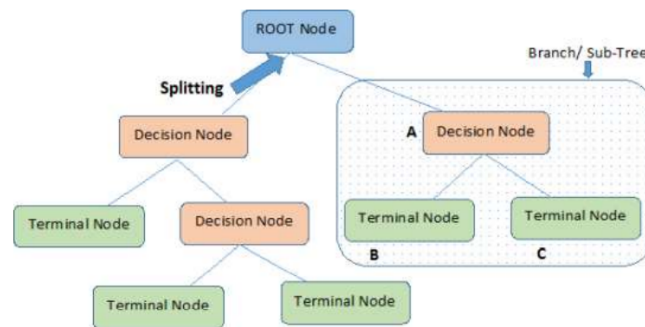 ROOT Node
Branch/ Sub-Tree
Splitting
Decision Node
A
Decision Node
Terminal Node
Decision Node
Terminal Node
Terminal Node
B
C
Terminal Node
Terminal Node